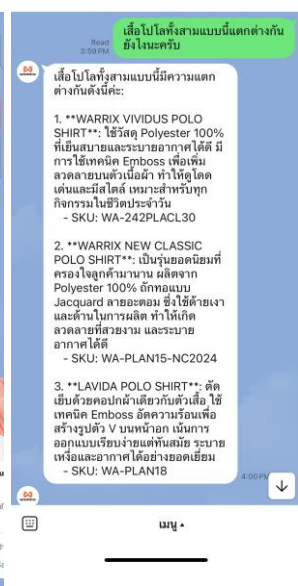 เสื้อโปโลทั้งสามแบบนี้แตกต่างกัน
ยังไงนะครับ
Read
3:59 PM
เสื้อโปโลทั้งสามแบบนี้มีความแตก
ต่างกันดังนี้ค่ะ:
1. **WARRIX VIVIDUS POLO
SHIRT**: ใช้วัสดุ Polyester 100%
ที่เย็นสบายและระบายอากาศได้ดี มี
การใช้เทคนิค Emboss เพื่อเพิ่ม
ลวดลายบนตัวเนื้อผ้า ทำให้ดูโดด
เด่นและมีสไตล์ เหมาะสำหรับทุก
กิจกรรมในชีวิตประจำวัน
- SKU: WA-242PLACL30
2. **WARRIX NEW CLASSIC
POLO SHIRT**: เป็นรุ่นยอดนิยมที่
ครองใจลูกค้ามานาน ผลิตจาก
Polyester 100% ถักทอแบบ
Jacquard ลายอะตอม ซึ่งใช้ด้ายเงา
และด้านในการผลิต ทำให้เกิด
ลวดลายที่สวยงาม และระบาย
อากาศได้ดี
- SKU: WA-PLAN15-NC2024
3. **LAVIDA POLO SHIRT**: ตัด
เย็บด้วยคอปกผ้าเดียวกับตัวเสื้อ ใช้
เทคนิค Emboss อัดความร้อนเพื่อ
สร้างรูปตัว V บนหน้าอก เน้นการ
ออกแบบเรียบง่ายแต่ทันสมัย ระบาย
เหงื่อและอากาศได้อย่างยอดเยี่ยม
- SKU: WA-PLAN18
4:00 PM
เมนู